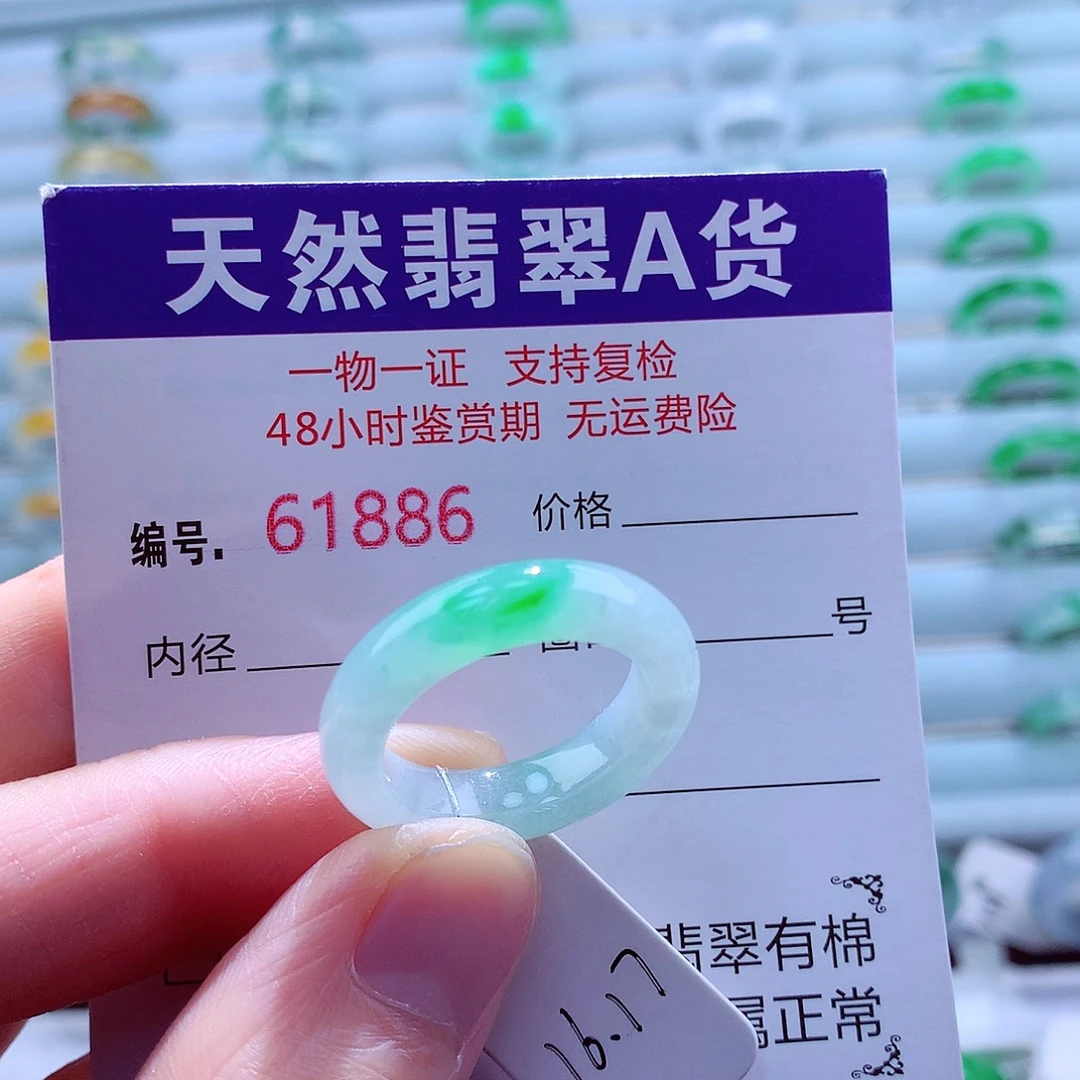 天然翡翠A货
一物一证 支持复检
48小时鉴赏期 无运费险
编号. 61886 价格
内径 号
翡翠有棉
属正常
16.17